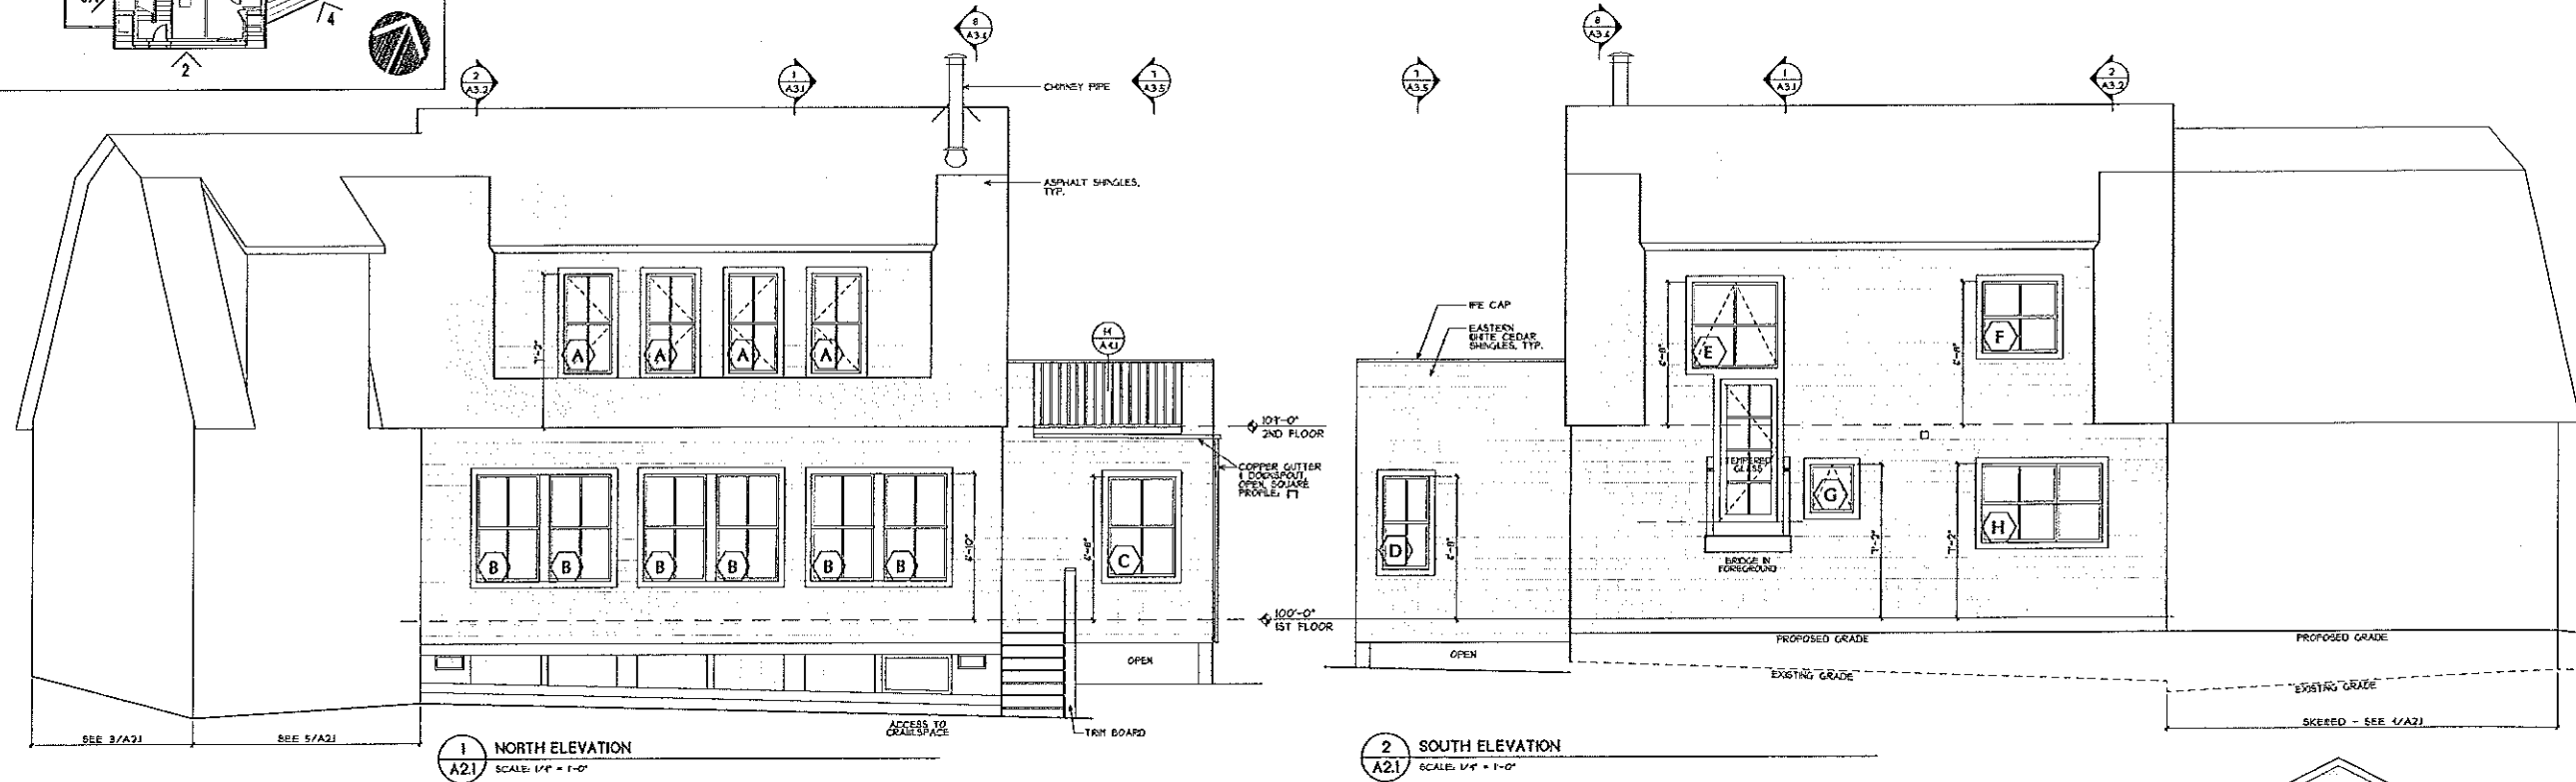 4
2
2
A3.2
1
A3.1
8
A3.4
CHIMNEY PIPE
A3.5
ASPHALT SHINGLES,
TYP.
7'-2"
A
A
A
A
14
A4.1
2ND FLOOR
COPPER GUTTER
& DOWNSPOUT,
OPEN SQUARE
PROFILE,
B
B
B
B
B
B
6'-10"
6'-8"
C
100'-0"
1ST FLOOR
OPEN
ACCESS TO
CRAWLSPACE
TRIM BOARD
SEE 3/A2.1
SEE 5/A2.1
1
A2.1
NORTH ELEVATION
SCALE: 1/4" = 1'-0"
A3.5
8
A3.4
1
A3.1
2
A3.2
IPE CAP
EASTERN
WHITE CEDAR
SHINGLES, TYP.
6'-8"
E
6'-8"
F
TEMPERED
GLASS
D
6'-8"
G
7'-2"
7'-2"
H
BRIDGE IN
FOREGROUND
OPEN
PROPOSED GRADE
PROPOSED GRADE
EXISTING GRADE
EXISTING GRADE
SKEWED - SEE 4/A2.1
2
A2.1
SOUTH ELEVATION
SCALE: 1/4" = 1'-0"